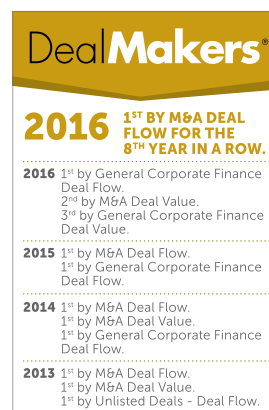 DealMakers®
2016 1ST BY M&A DEAL
FLOW FOR THE
8TH YEAR IN A ROW.
2016 1st by General Corporate Finance
Deal Flow.
2nd by M&A Deal Value.
3rd by General Corporate Finance
Deal Value.
2015 1st by M&A Deal Flow.
1st by General Corporate Finance
Deal Flow.
2014 1st by M&A Deal Flow.
1st by M&A Deal Value.
1st by General Corporate Finance
Deal Flow.
2013 1st by M&A Deal Flow.
1st by M&A Deal Value.
1st by Unlisted Deals - Deal Flow.